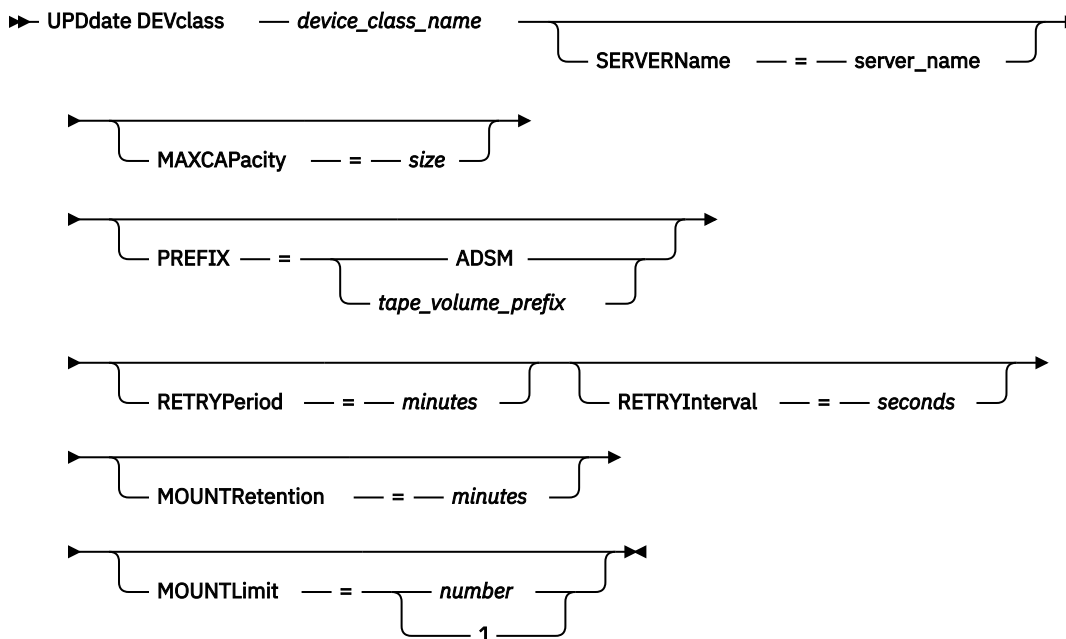 UPDdate DEVclass device_class_name
SERVERName = server_name
MAXCAPacity = size
PREFIX = ADSM
tape_volume_prefix
RETRYPeriod = minutes RETRYInterval = seconds
MOUNTRetention = minutes
MOUNTLimit = number
1